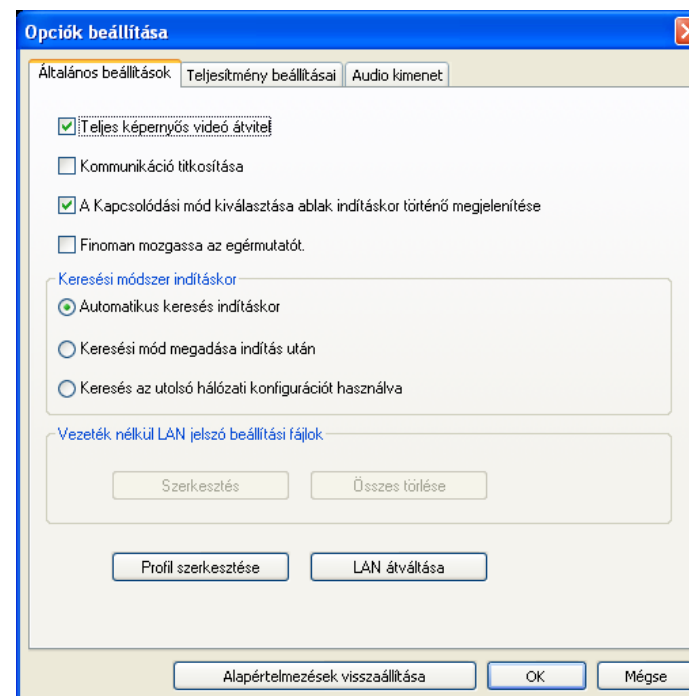 Opciók beállítása
Általános beállítások Teljesítmény beállításai Audio kimenet
Teljes képernyős videó átvitel
Kommunikáció titkosítása
A Kapcsolódási mód kiválasztása ablak indításkor történő megjelenítése
Finoman mozgassa az egérmutatót.
Keresési módszer indításkor
Automatikus keresés indításkor
Keresési mód megadása indítás után
Keresés az utolsó hálózati konfigurációt használva
Vezeték nélkül LAN jelszó beállítási fájlok
Szerkesztés Összes törlése
Profil szerkesztése LAN átváltása
Alapértelmezések visszaállítása OK Mégse